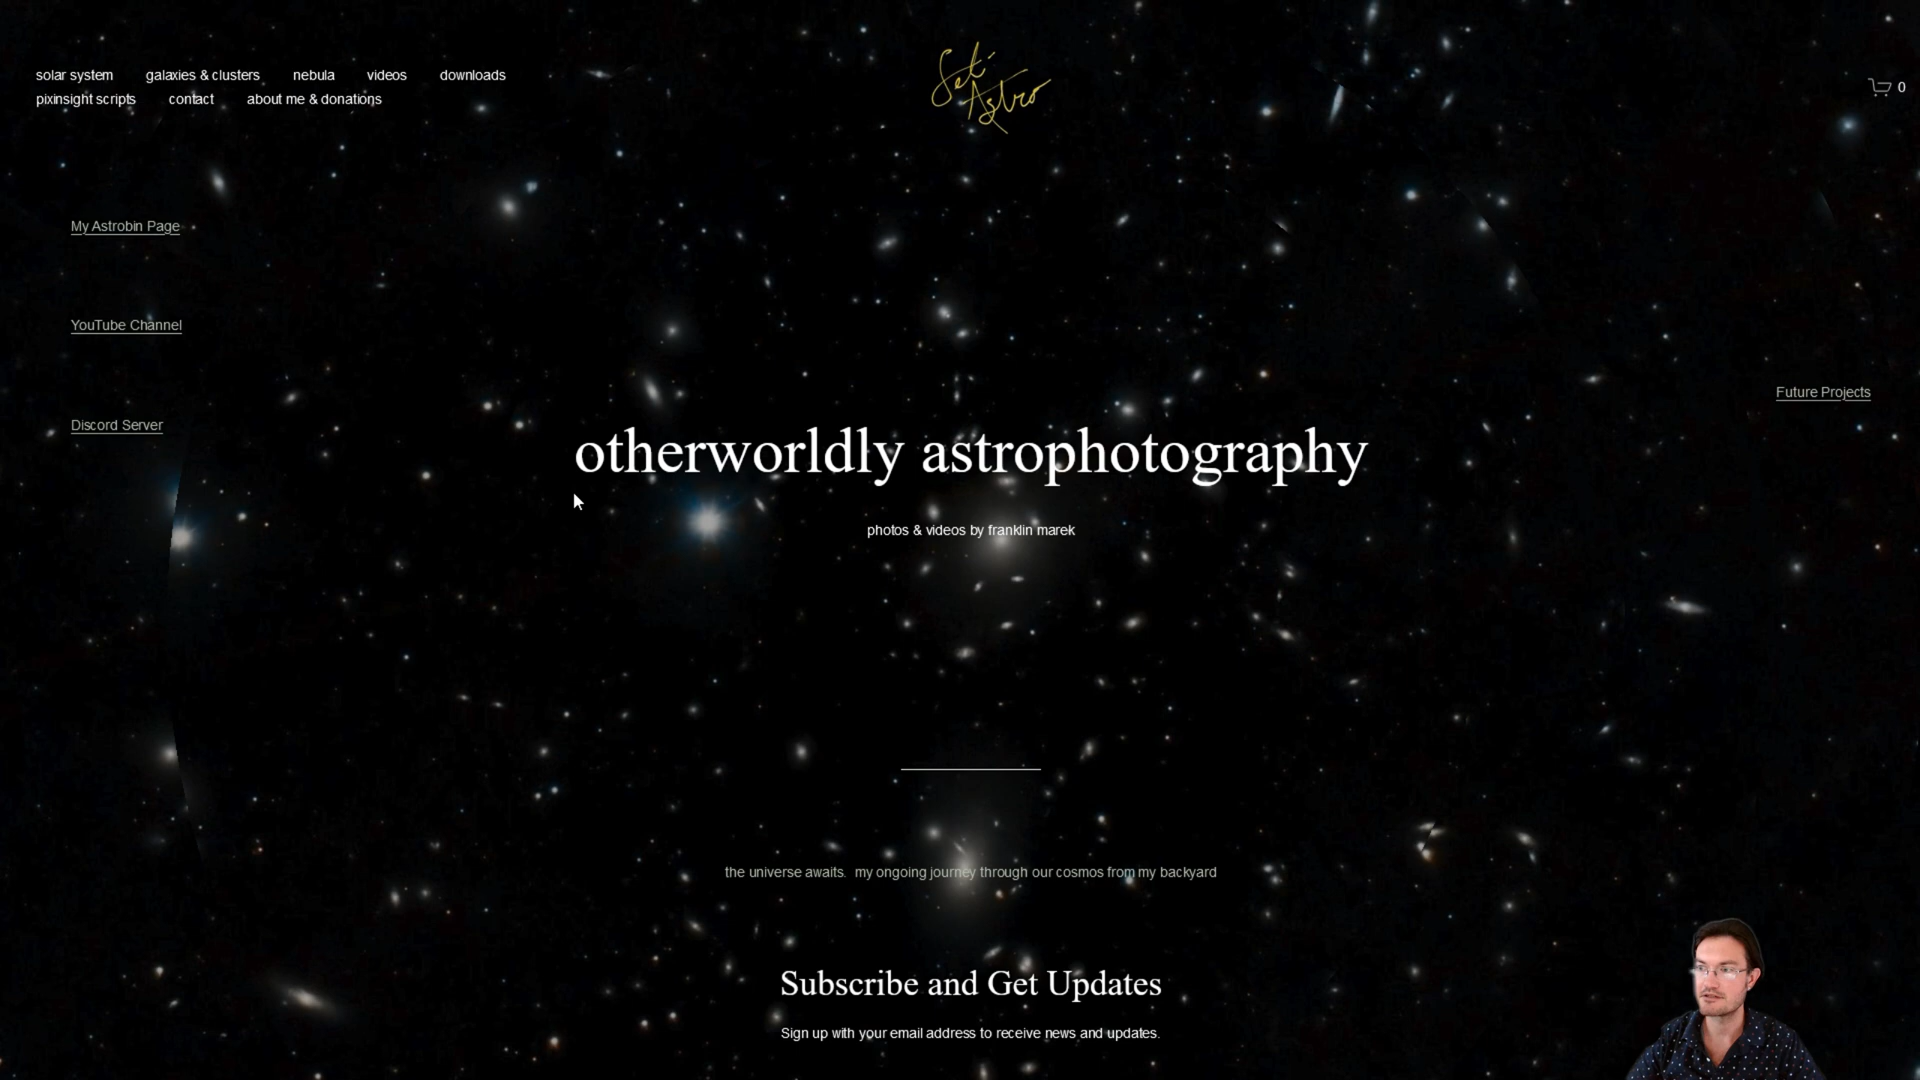 solar system galaxies & clusters nebula videos downloads
pixinsight scripts contact about me & donations
Seti Astro
0
My Astrobin Page
YouTube Channel
Discord Server
Future Projects
otherworldly astrophotography
photos & videos by franklin marek
the universe awaits. my ongoing journey through our cosmos from my backyard
Subscribe and Get Updates
Sign up with your email address to receive news and updates.